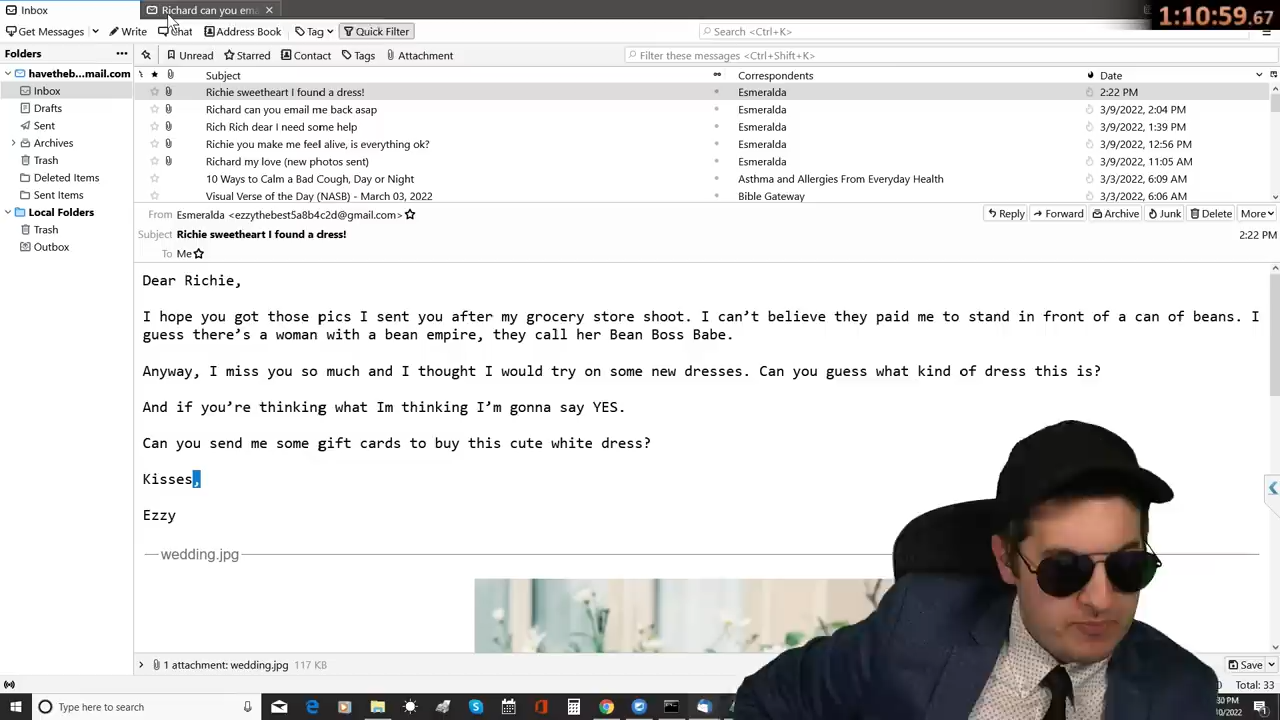 Inbox
Richard can you ema
1:10:59.67
Get Messages
Write
Chat
Address Book
Tag
Quick Filter
Search <Ctrl+K>
Folders
Unread
Starred
Contact
Tags
Attachment
Filter these messages <Ctrl+Shift+K>
havetheb...mail.com
Inbox
Drafts
Sent
Archives
Trash
Deleted Items
Sent Items
Local Folders
Trash
Outbox
Subject Correspondents Date
Richie sweetheart I found a dress! Esmeralda 2:22 PM
Richard can you email me back asap Esmeralda 3/9/2022, 2:04 PM
Rich Rich dear I need some help Esmeralda 3/9/2022, 1:39 PM
Richie you make me feel alive, is everything ok? Esmeralda 3/9/2022, 12:56 PM
Richard my love (new photos sent) Esmeralda 3/9/2022, 11:05 AM
10 Ways to Calm a Bad Cough, Day or Night Asthma and Allergies From Everyday Health 3/3/2022, 6:09 AM
Visual Verse of the Day (NASB) - March 03, 2022 Bible Gateway 3/3/2022, 6:06 AM
From Esmeralda <ezzythebest5a8b4c2d@gmail.com>
Reply
Forward
Archive
Junk
Delete
More
Subject Richie sweetheart I found a dress!
2:22 PM
To Me
Dear Richie,
I hope you got those pics I sent you after my grocery store shoot. I can’t believe they paid me to stand in front of a can of beans. I
guess there’s a woman with a bean empire, they call her Bean Boss Babe.
Anyway, I miss you so much and I thought I would try on some new dresses. Can you guess what kind of dress this is?
And if you’re thinking what Im thinking I’m gonna say YES.
Can you send me some gift cards to buy this cute white dress?
Kisses,
Ezzy
wedding.jpg
1 attachment: wedding.jpg 117 KB
Save
Total: 33
Type here to search